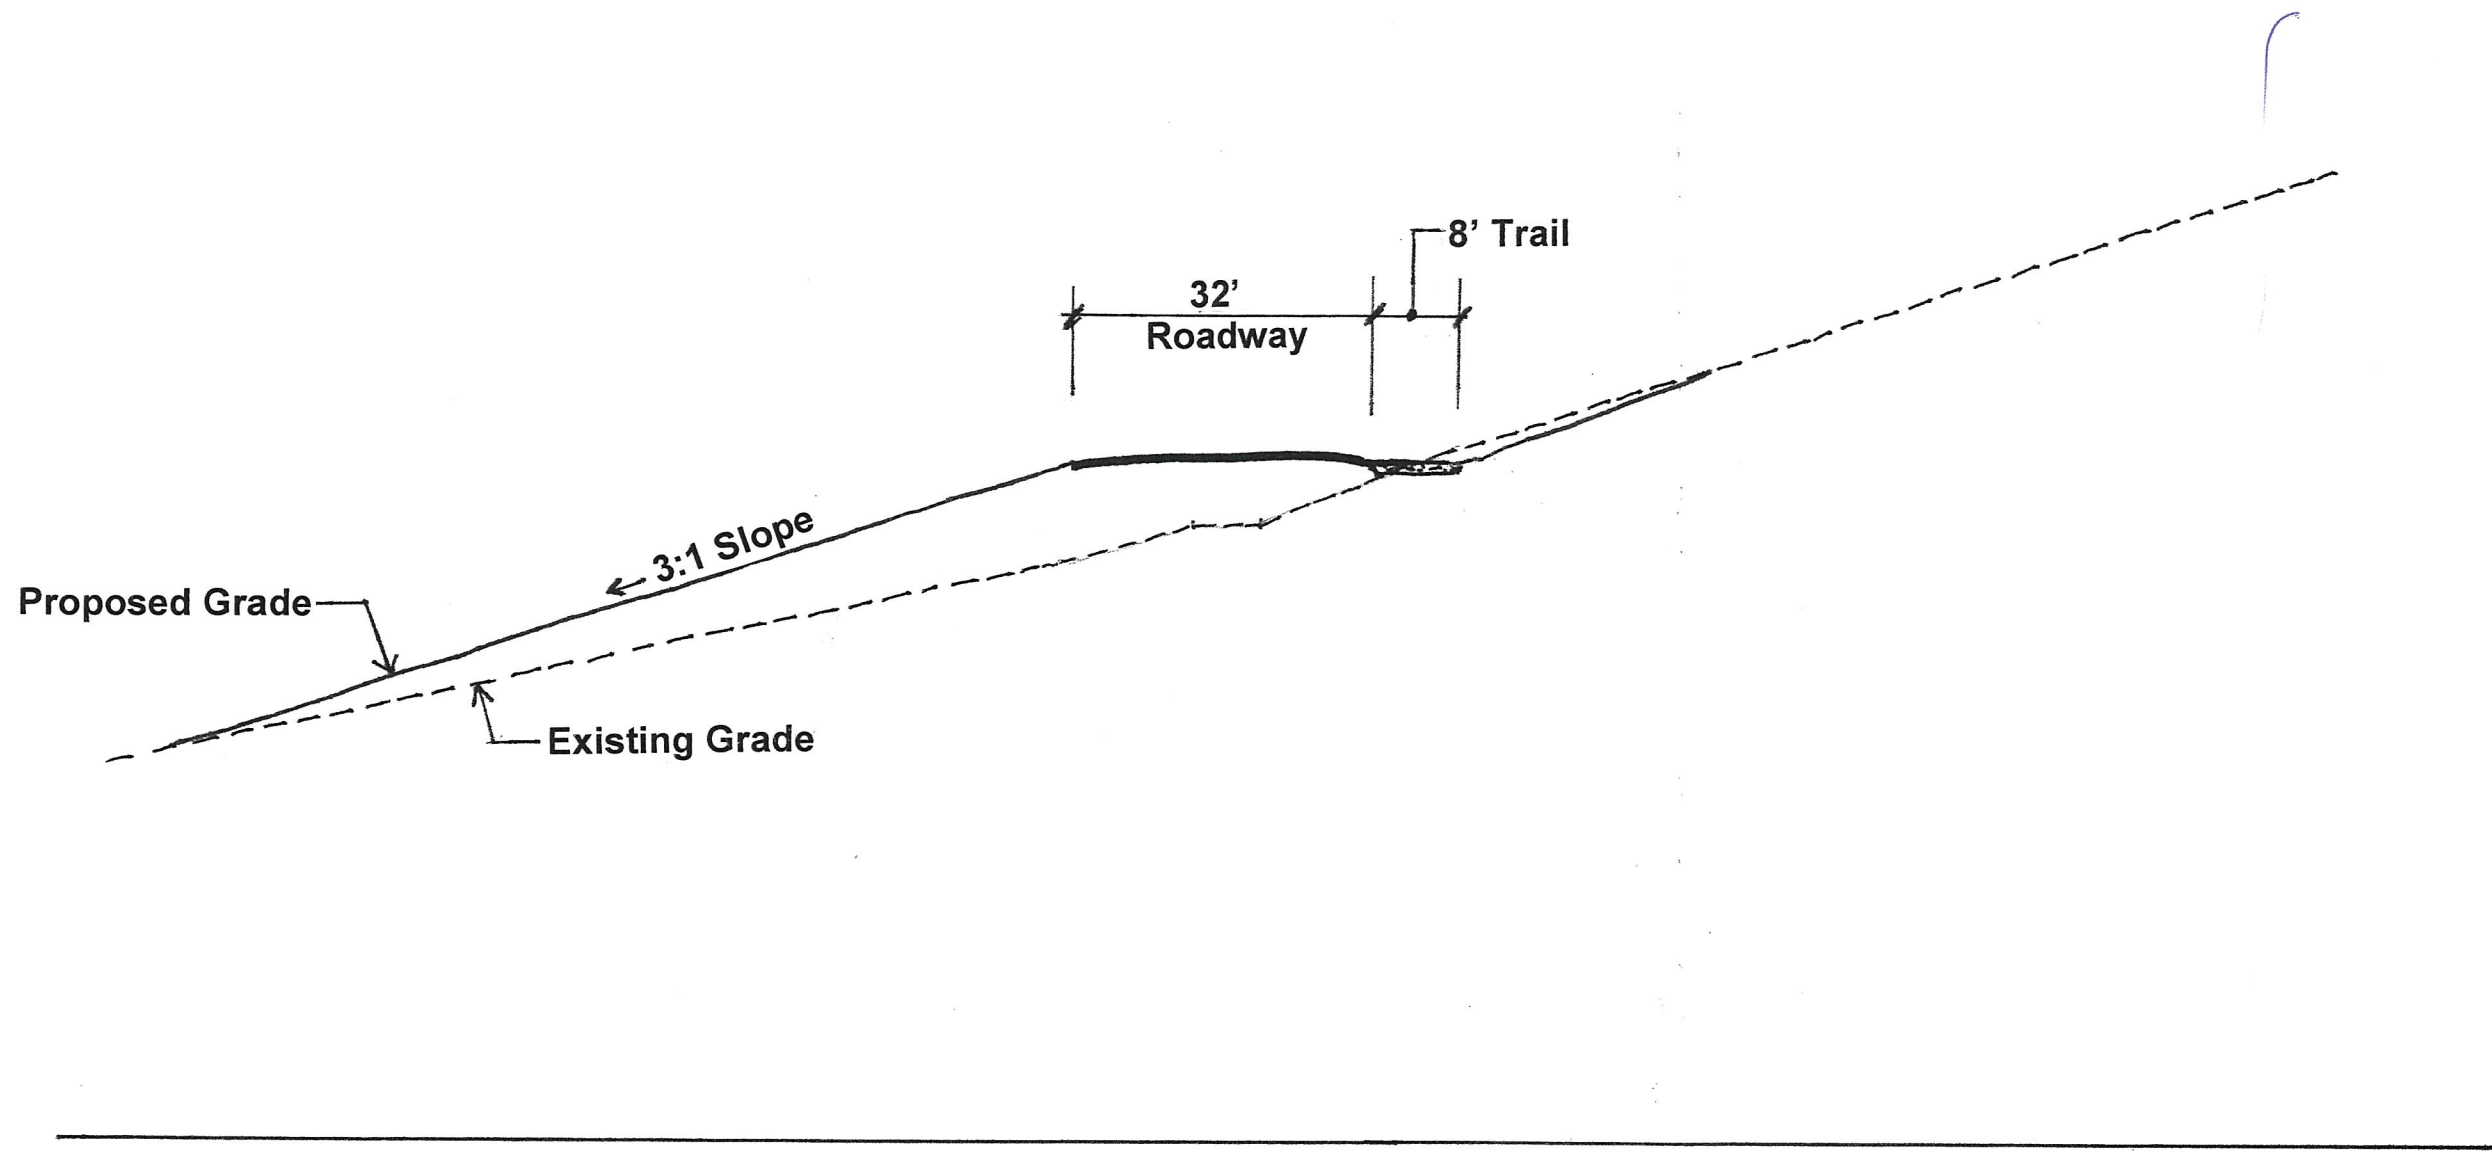 8’ Trail
32’
Roadway
3:1 Slope
Proposed Grade
Existing Grade